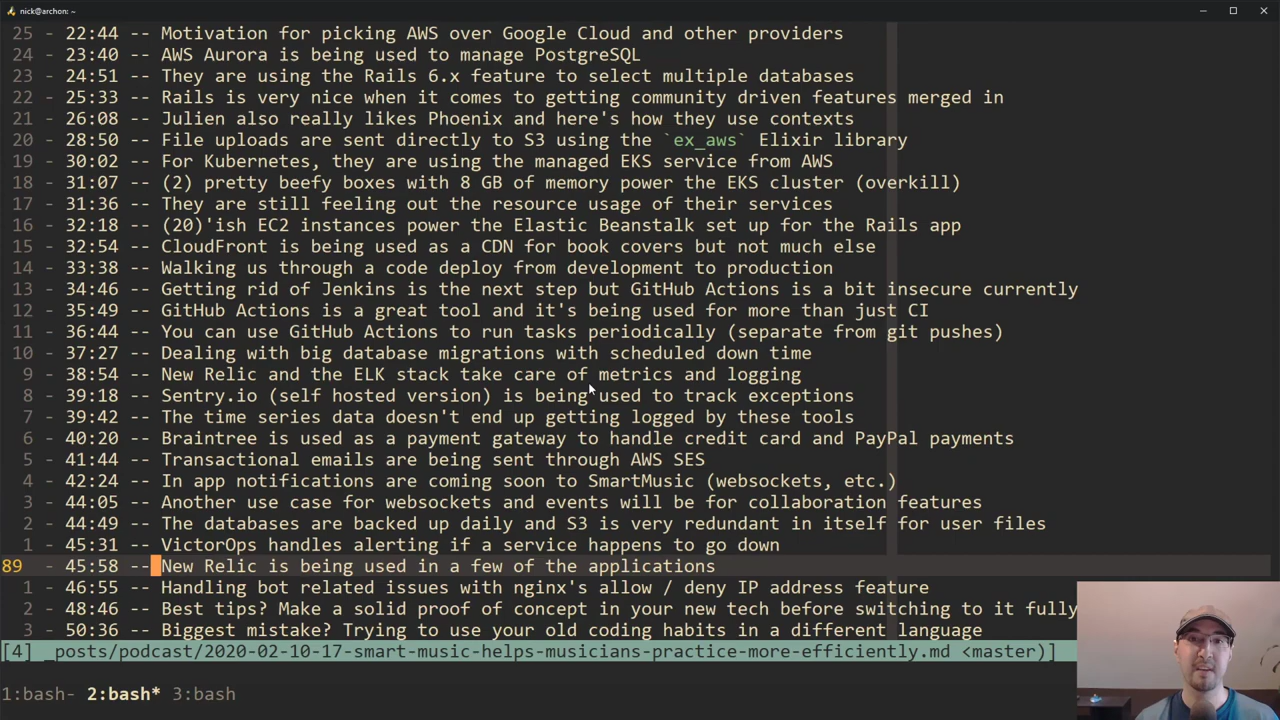 nick@archon: ~
25 - 22:44 -- Motivation for picking AWS over Google Cloud and other providers
24 - 23:40 -- AWS Aurora is being used to manage PostgreSQL
23 - 24:51 -- They are using the Rails 6.x feature to select multiple databases
22 - 25:33 -- Rails is very nice when it comes to getting community driven features merged in
21 - 26:08 -- Julien also really likes Phoenix and here's how they use contexts
20 - 28:50 -- File uploads are sent directly to S3 using the `ex_aws` Elixir library
19 - 30:02 -- For Kubernetes, they are using the managed EKS service from AWS
18 - 31:07 -- (2) pretty beefy boxes with 8 GB of memory power the EKS cluster (overkill)
17 - 31:36 -- They are still feeling out the resource usage of their services
16 - 32:18 -- (20)'ish EC2 instances power the Elastic Beanstalk set up for the Rails app
15 - 32:54 -- CloudFront is being used as a CDN for book covers but not much else
14 - 33:38 -- Walking us through a code deploy from development to production
13 - 34:46 -- Getting rid of Jenkins is the next step but GitHub Actions is a bit insecure currently
12 - 35:49 -- GitHub Actions is a great tool and it's being used for more than just CI
11 - 36:44 -- You can use GitHub Actions to run tasks periodically (separate from git pushes)
10 - 37:27 -- Dealing with big database migrations with scheduled down time
9 - 38:54 -- New Relic and the ELK stack take care of metrics and logging
8 - 39:18 -- Sentry.io (self hosted version) is being used to track exceptions
7 - 39:42 -- The time series data doesn't end up getting logged by these tools
6 - 40:20 -- Braintree is used as a payment gateway to handle credit card and PayPal payments
5 - 41:44 -- Transactional emails are being sent through AWS SES
4 - 42:24 -- In app notifications are coming soon to SmartMusic (websockets, etc.)
3 - 44:05 -- Another use case for websockets and events will be for collaboration features
2 - 44:49 -- The databases are backed up daily and S3 is very redundant in itself for user files
1 - 45:31 -- VictorOps handles alerting if a service happens to go down
89 - 45:58 -- New Relic is being used in a few of the applications
1 - 46:55 -- Handling bot related issues with nginx's allow / deny IP address feature
2 - 48:46 -- Best tips? Make a solid proof of concept in your new tech before switching to it fully
3 - 50:36 -- Biggest mistake? Trying to use your old coding habits in a different language
[4] _posts/podcast/2020-02-10-17-smart-music-helps-musicians-practice-more-efficiently.md <master)]
1:bash- 2:bash* 3:bash